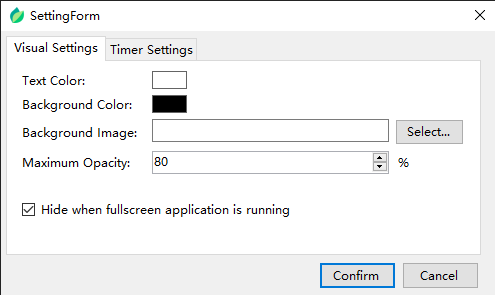 SettingForm
Visual Settings
Timer Settings
Text Color:
Background Color:
Background Image:
Select...
Maximum Opacity:
80
%
Hide when fullscreen application is running
Confirm
Cancel